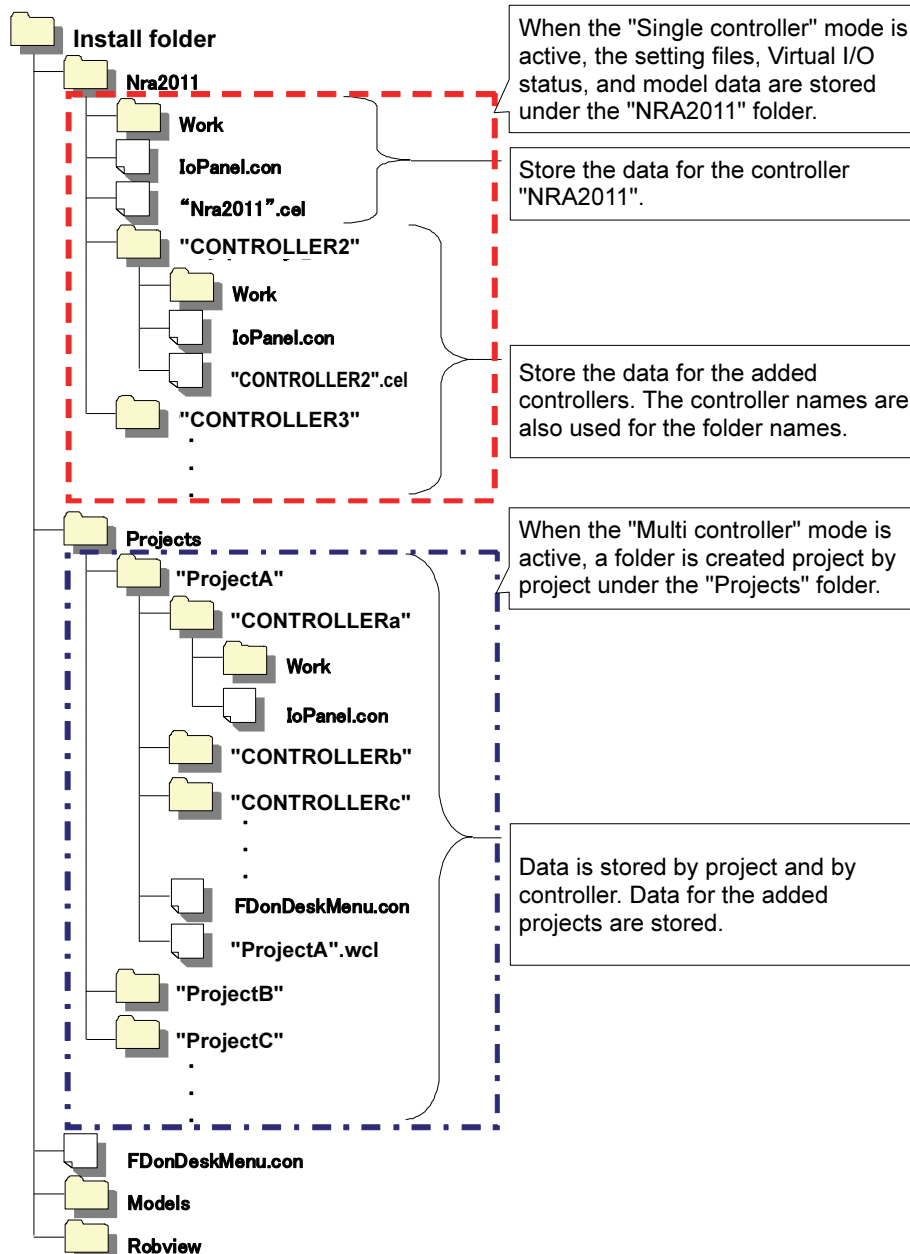 Install folder
Nra2011
Work
IoPanel.con
“Nra2011”.cel
"CONTROLLER2"
Work
IoPanel.con
"CONTROLLER2".cel
"CONTROLLER3"
Projects
"ProjectA"
"CONTROLLERa"
Work
IoPanel.con
"CONTROLLERb"
"CONTROLLERc"
FDonDeskMenu.con
"ProjectA".wcl
"ProjectB"
"ProjectC"
FDonDeskMenu.con
Models
Robview
When the "Single controller" mode is
active, the setting files, Virtual I/O
status, and model data are stored
under the "NRA2011" folder.
Store the data for the controller
"NRA2011".
Store the data for the added
controllers. The controller names are
also used for the folder names.
When the "Multi controller" mode is
active, a folder is created project by
project under the "Projects" folder.
Data is stored by project and by
controller. Data for the added
projects are stored.